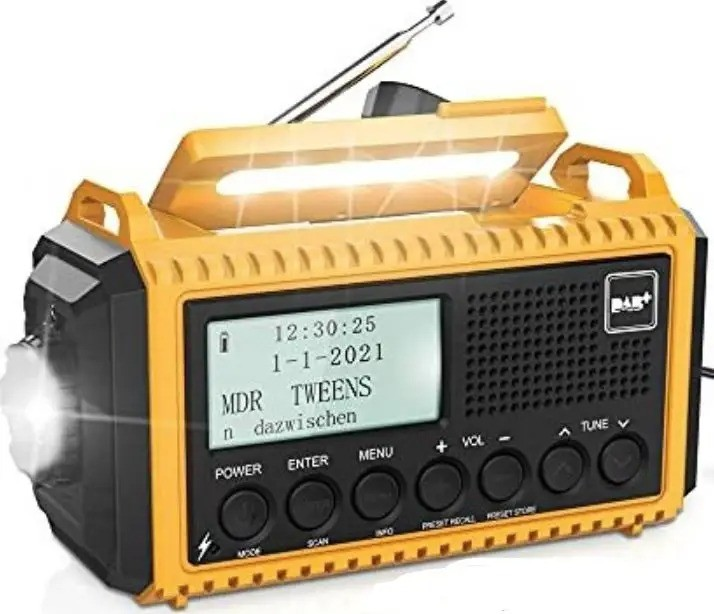 DAB+
12:30:25
1-1-2021
MDR TWEENS
n dazwischen
POWER ENTER MENU + VOL - TUNE
MODE SCAN INFO PRESET RECALL PRESET STORE